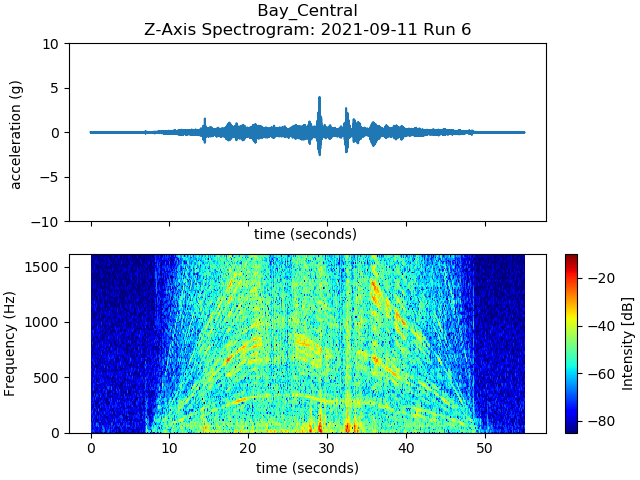 Bay_Central
Z-Axis Spectrogram: 2021-09-11 Run 6
10
5
0
−5
−10
acceleration (g)
time (seconds)
1500
1000
500
0
Frequency (Hz)
0 10 20 30 40 50
time (seconds)
−20
−40
−60
−80
Intensity [dB]